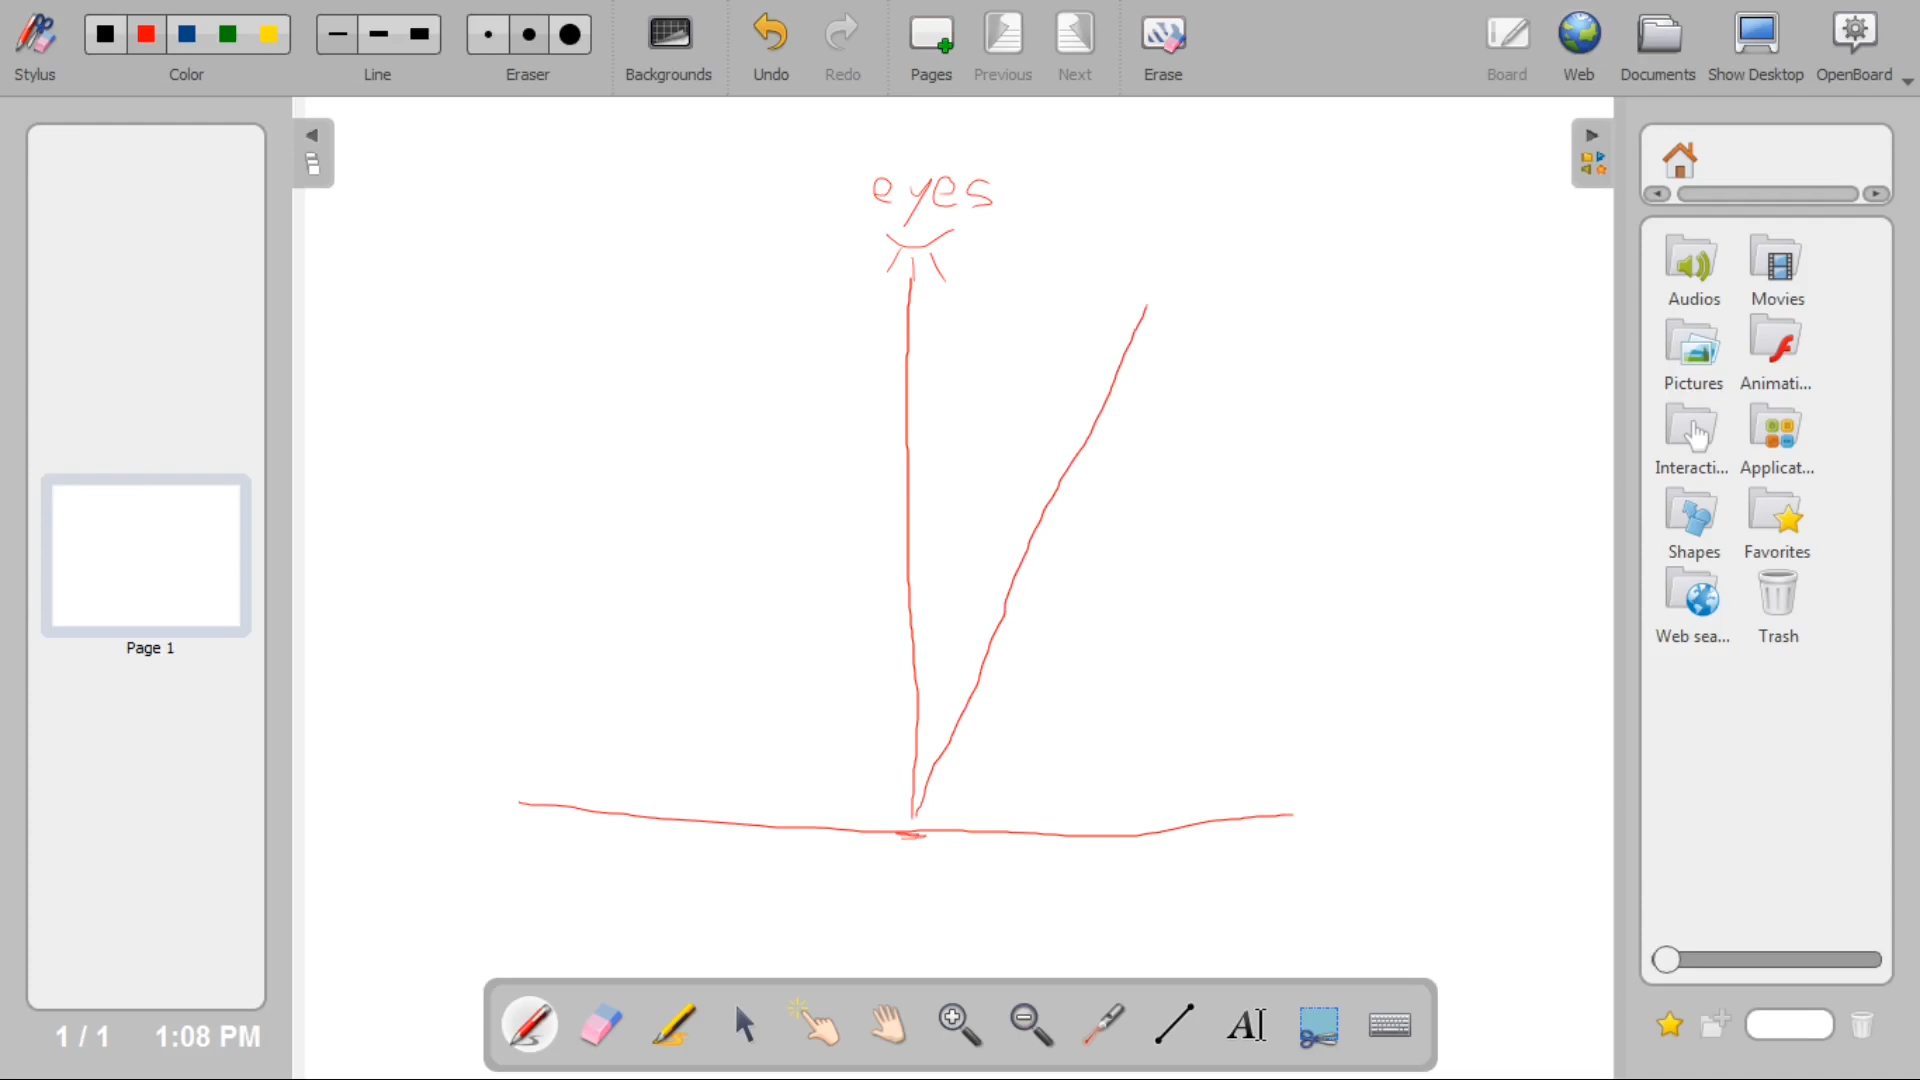 Stylus
Color
Line
Eraser
Backgrounds
Undo
Redo
Pages
Previous
Next
Erase
Board
Web
Documents
Show Desktop
OpenBoard
eyes
Page 1
1 / 1 1:08 PM
Audios
Movies
Pictures
Animati...
Interacti...
Applicat...
Shapes
Favorites
Web sea...
Trash
AI